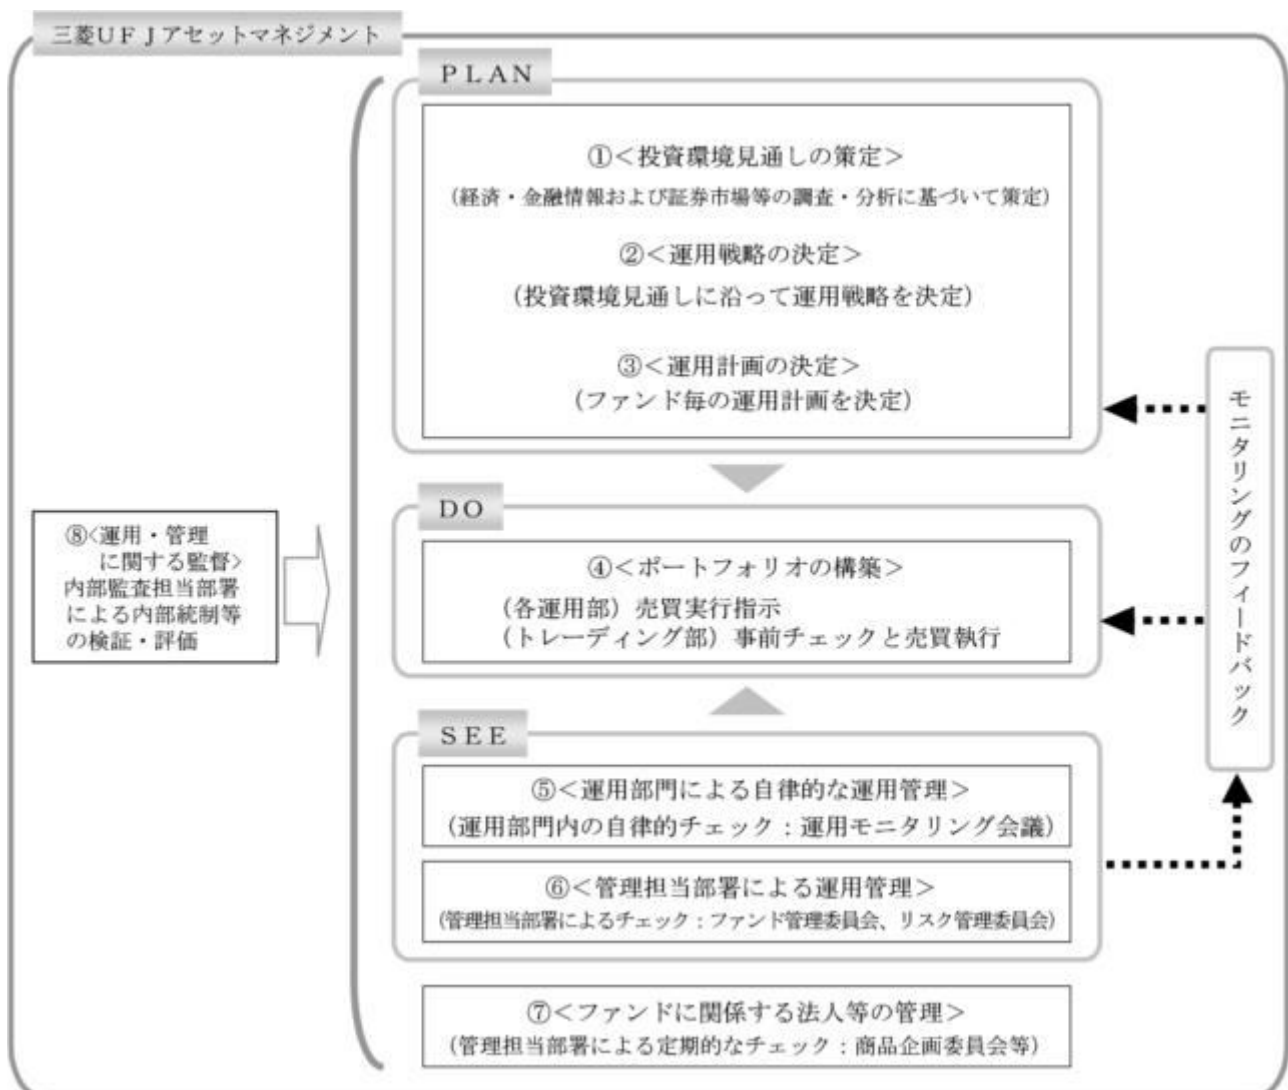 三菱UFJアセットマネジメント
PLAN
①<投資環境見通しの策定>
(経済・金融情報および証券市場等の調査・分析に基づいて策定)
②<運用戦略の決定>
(投資環境見通しに沿って運用戦略を決定)
③<運用計画の決定>
(ファンド毎の運用計画を決定)
DO
④<ポートフォリオの構築>
(各運用部)売買実行指示
(トレーディング部)事前チェックと売買執行
SEE
⑤<運用部門による自律的な運用管理>
(運用部門内の自律的チェック:運用モニタリング会議)
⑥<管理担当部署による運用管理>
(管理担当部署によるチェック:ファンド管理委員会、リスク管理委員会)
⑦<ファンドに関係する法人等の管理>
(管理担当部署による定期的なチェック:商品企画委員会等)
⑧<運用・管理
に関する監督>
内部監査担当部署
による内部統制等
の検証・評価
モニタリングのフィードバック